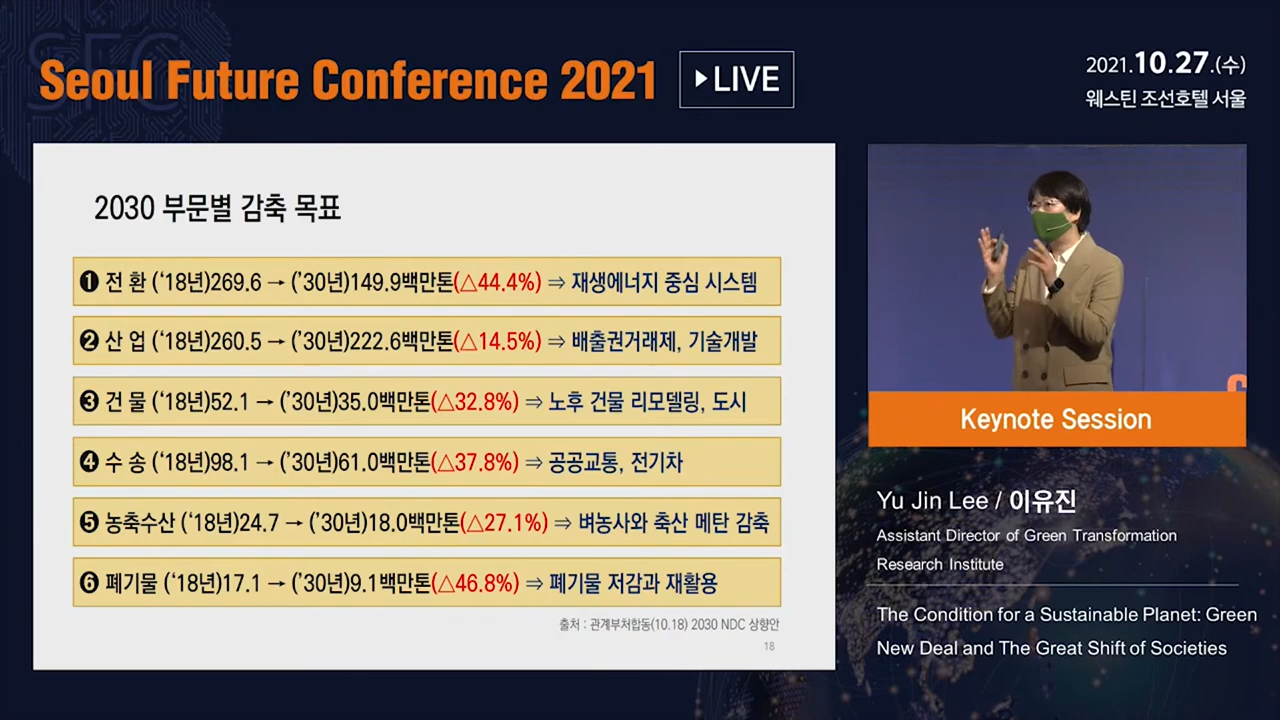 SFC
Seoul Future Conference 2021
LIVE
2021.10.27.(수)
웨스틴 조선호텔 서울
2030 부문별 감축 목표
❶ 전 환 (‘18년)269.6 → (’30년)149.9백만톤(△44.4%) ⇒ 재생에너지 중심 시스템
❷ 산 업 (‘18년)260.5 → (’30년)222.6백만톤(△14.5%) ⇒ 배출권거래제, 기술개발
❸ 건 물 (‘18년)52.1 → (’30년)35.0백만톤(△32.8%) ⇒ 노후 건물 리모델링, 도시
❹ 수 송 (‘18년)98.1 → (’30년)61.0백만톤(△37.8%) ⇒ 공공교통, 전기차
❺ 농축수산 (‘18년)24.7 → (’30년)18.0백만톤(△27.1%) ⇒ 벼농사와 축산 메탄 감축
❻ 폐기물 (‘18년)17.1 → (’30년)9.1백만톤(△46.8%) ⇒ 폐기물 저감과 재활용
출처 : 관계부처합동(10.18) 2030 NDC 상향안
18
Keynote Session
Yu Jin Lee / 이유진
Assistant Director of Green Transformation
Research Institute
The Condition for a Sustainable Planet: Green
New Deal and The Great Shift of Societies